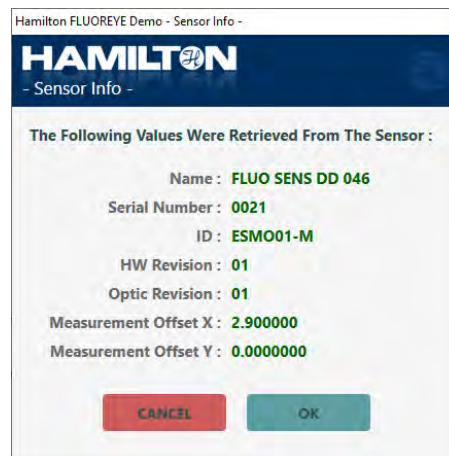 Hamilton FLUOREYE Demo - Sensor Info -
HAMILTON
- Sensor Info -
The Following Values Were Retrieved From The Sensor :
Name : FLUO SENS DD 046
Serial Number : 0021
ID : ESMO01-M
HW Revision : 01
Optic Revision : 01
Measurement Offset X : 2.900000
Measurement Offset Y : 0.0000000
CANCEL OK